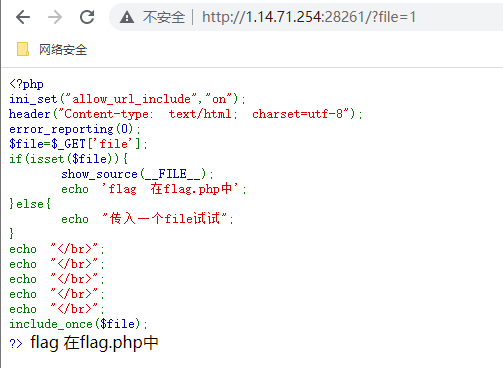 不安全 | http://1.14.71.254:28261/?file=1
网络安全
<?php
ini_set("allow_url_include","on");
header("Content-type: text/html; charset=utf-8");
error_reporting(0);
$file=$_GET['file'];
if(isset($file)){
show_source(__FILE__);
echo 'flag 在flag.php中';
}else{
echo "传入一个file试试";
}
echo "</br>";
echo "</br>";
echo "</br>";
echo "</br>";
echo "</br>";
include_once($file);
?> flag 在flag.php中